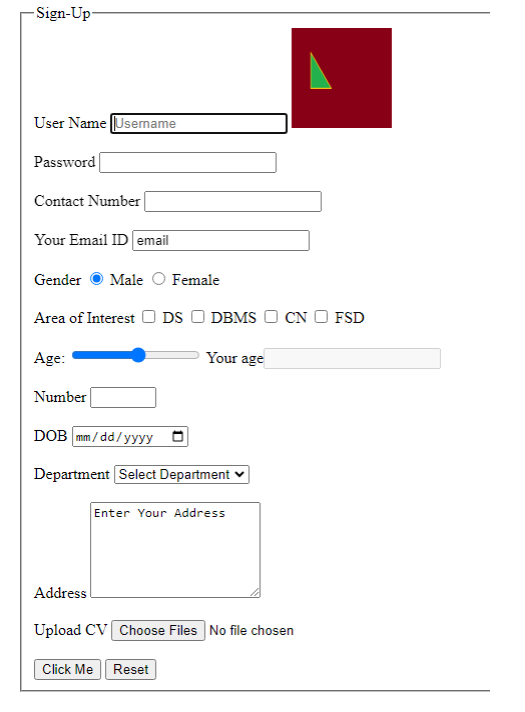 Sign-Up
User Name Username
Password
Contact Number
Your Email ID email
Gender Male Female
Area of Interest DS DBMS CN FSD
Age: Your age
Number
DOB mm/dd/yyyy
Department Select Department
Enter Your Address
Address
Upload CV Choose Files No file chosen
Click Me Reset